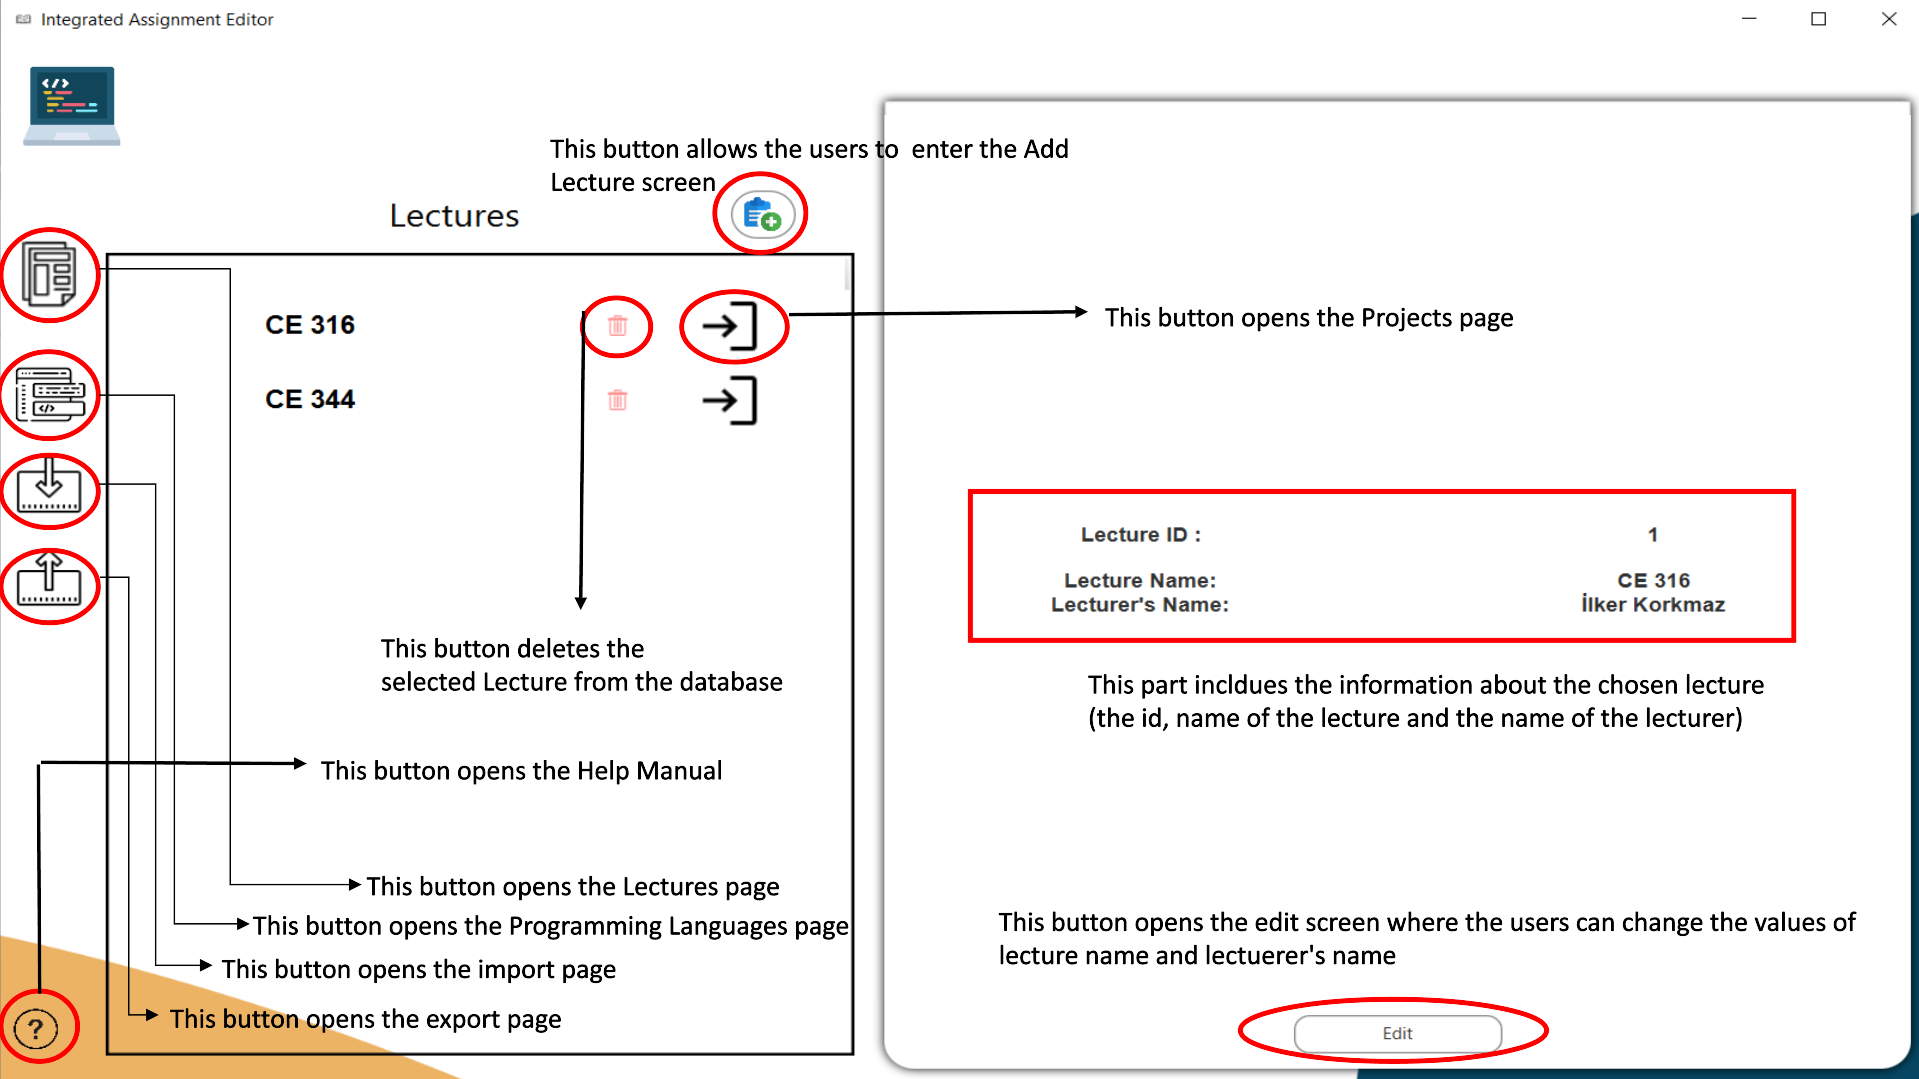 Integrated Assignment Editor
This button allows the users to  enter the Add
Lecture screen
Lectures
CE 316
This button opens the Projects page
CE 344
Lecture ID :	1
Lecture Name:	CE 316
Lecturer's Name:	İlker Korkmaz
This button deletes the
selected Lecture from the database
This part incldues the information about the chosen lecture
(the id, name of the lecture and the name of the lecturer)
This button opens the Help Manual
This button opens the Lectures page
This button opens the Programming Languages page
This button opens the import page
This button opens the export page
This button opens the edit screen where the users can change the values of
lecture name and lectuerer's name
?
Edit